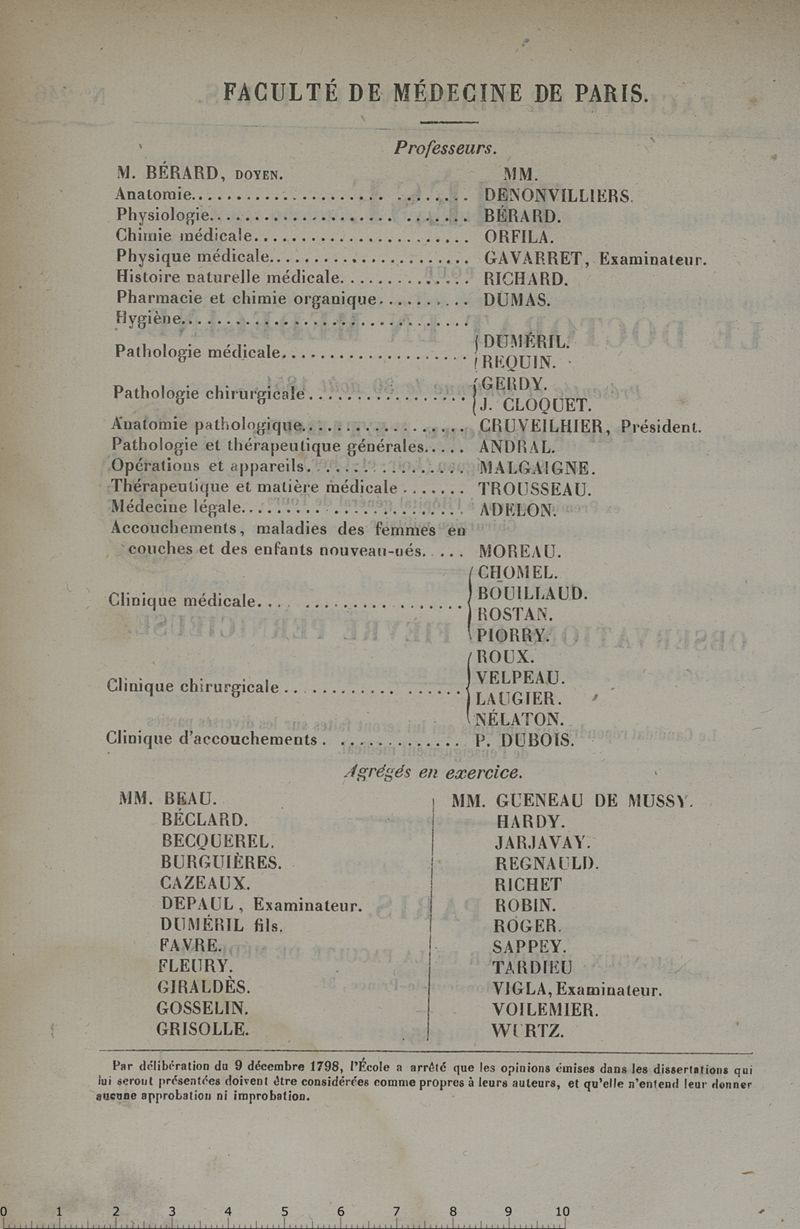 FACULTÉ DE MÉDECINE DE PARIS.
Professeurs.
M. BÉRARD, DOYEN. MM.
Anatomie........................... DENONVILLIERS.
Physiologie........................ BÉRARD.
Chimie médicale....................... ORFILA.
Physique médicale..................... GAVARRET, Examinateur.
Histoire naturelle médicale............. RICHARD.
Pharmacie et chimie organique.......... DUMAS.
Hygiène..............................
Pathologie médicale.................... { DUMÉRIL.
REQUIN.
Pathologie chirurgicale................. { GERDY.
J. CLOQUET.
Anatomie pathologique.................. CRUVEILHIER, Président.
Pathologie et thérapeutique générales..... ANDRAL.
Opérations et appareils................. MALGAIGNE.
Thérapeutique et matière médicale....... TROUSSEAU.
Médecine légale........................ ADELON.
Accouchements, maladies des femmes en
couches et des enfants nouveau-nés..... MOREAU.
Clinique médicale...................... { CHOMEL.
BOUILLAUD.
ROSTAN.
PIORRY.
Clinique chirurgicale................... { ROUX.
VELPEAU.
LAUGIER.
NÉLATON.
Clinique d'accouchements.............. P. DUBOIS.
Agrégés en exercice.
MM. BEAU.
BÉCLARD.
BECQUEREL.
BURGUIÈRES.
CAZEAUX.
DEPAUL, Examinateur.
DUMÉRIL fils.
FAVRE.
FLEURY.
GIRALDÈS.
GOSSELIN.
GRISOLLE.
MM. GUENEAU DE MUSSY.
HARDY.
JARJAVAY.
REGNAULD.
RICHET
ROBIN.
ROGER.
SAPPEY.
TARDIEU
VIGLA, Examinateur.
VOILEMIER.
WURTZ.
Par délibération du 9 décembre 1798, l'École a arrêté que les opinions émises dans les dissertations qui
lui seront présentées doivent être considérées comme propres à leurs auteurs, et qu'elle n'entend leur donner
aucune approbation ni improbation.
0 1 2 3 4 5 6 7 8 9 10